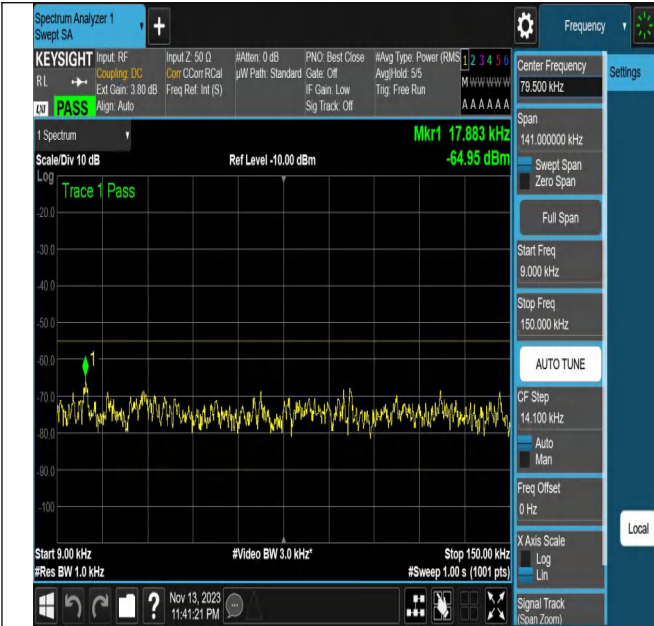 Spectrum Analyzer 1
Swept SA
+
Frequency
KEYSIGHT
RL
LXI
PASS
Input: RF
Coupling: DC
Ext Gain: 3.80 dB
Align: Auto
Input Z: 50 Ω
Corr CCorr RCal
Freq Ref: Int (S)
#Atten: 0 dB
µW Path: Standard
PNO: Best Close
Gate: Off
IF Gain: Low
Sig Track: Off
#Avg Type: Power (RMS
Avg|Hold: 5/5
Trig: Free Run
1 2 3 4 5 6
M W W W W W
A A A A A A
1 Spectrum
Scale/Div 10 dB
Ref Level -10.00 dBm
Mkr1 17.883 kHz
-64.95 dBm
Log
Trace 1 Pass
-20.0
-30.0
-40.0
-50.0
-60.0
1
-70.0
-80.0
-90.0
-100
Start 9.00 kHz
#Res BW 1.0 kHz
#Video BW 3.0 kHz*
Stop 150.00 kHz
#Sweep 1.00 s (1001 pts)
?
Nov 13, 2023
11:41:21 PM
Center Frequency
79.500 kHz
Settings
Span
141.000000 kHz
Swept Span
Zero Span
Full Span
Start Freq
9.000 kHz
Stop Freq
150.000 kHz
AUTO TUNE
CF Step
14.100 kHz
Auto
Man
Freq Offset
0 Hz
Local
X Axis Scale
Log
Lin
Signal Track
(Span Zoom)